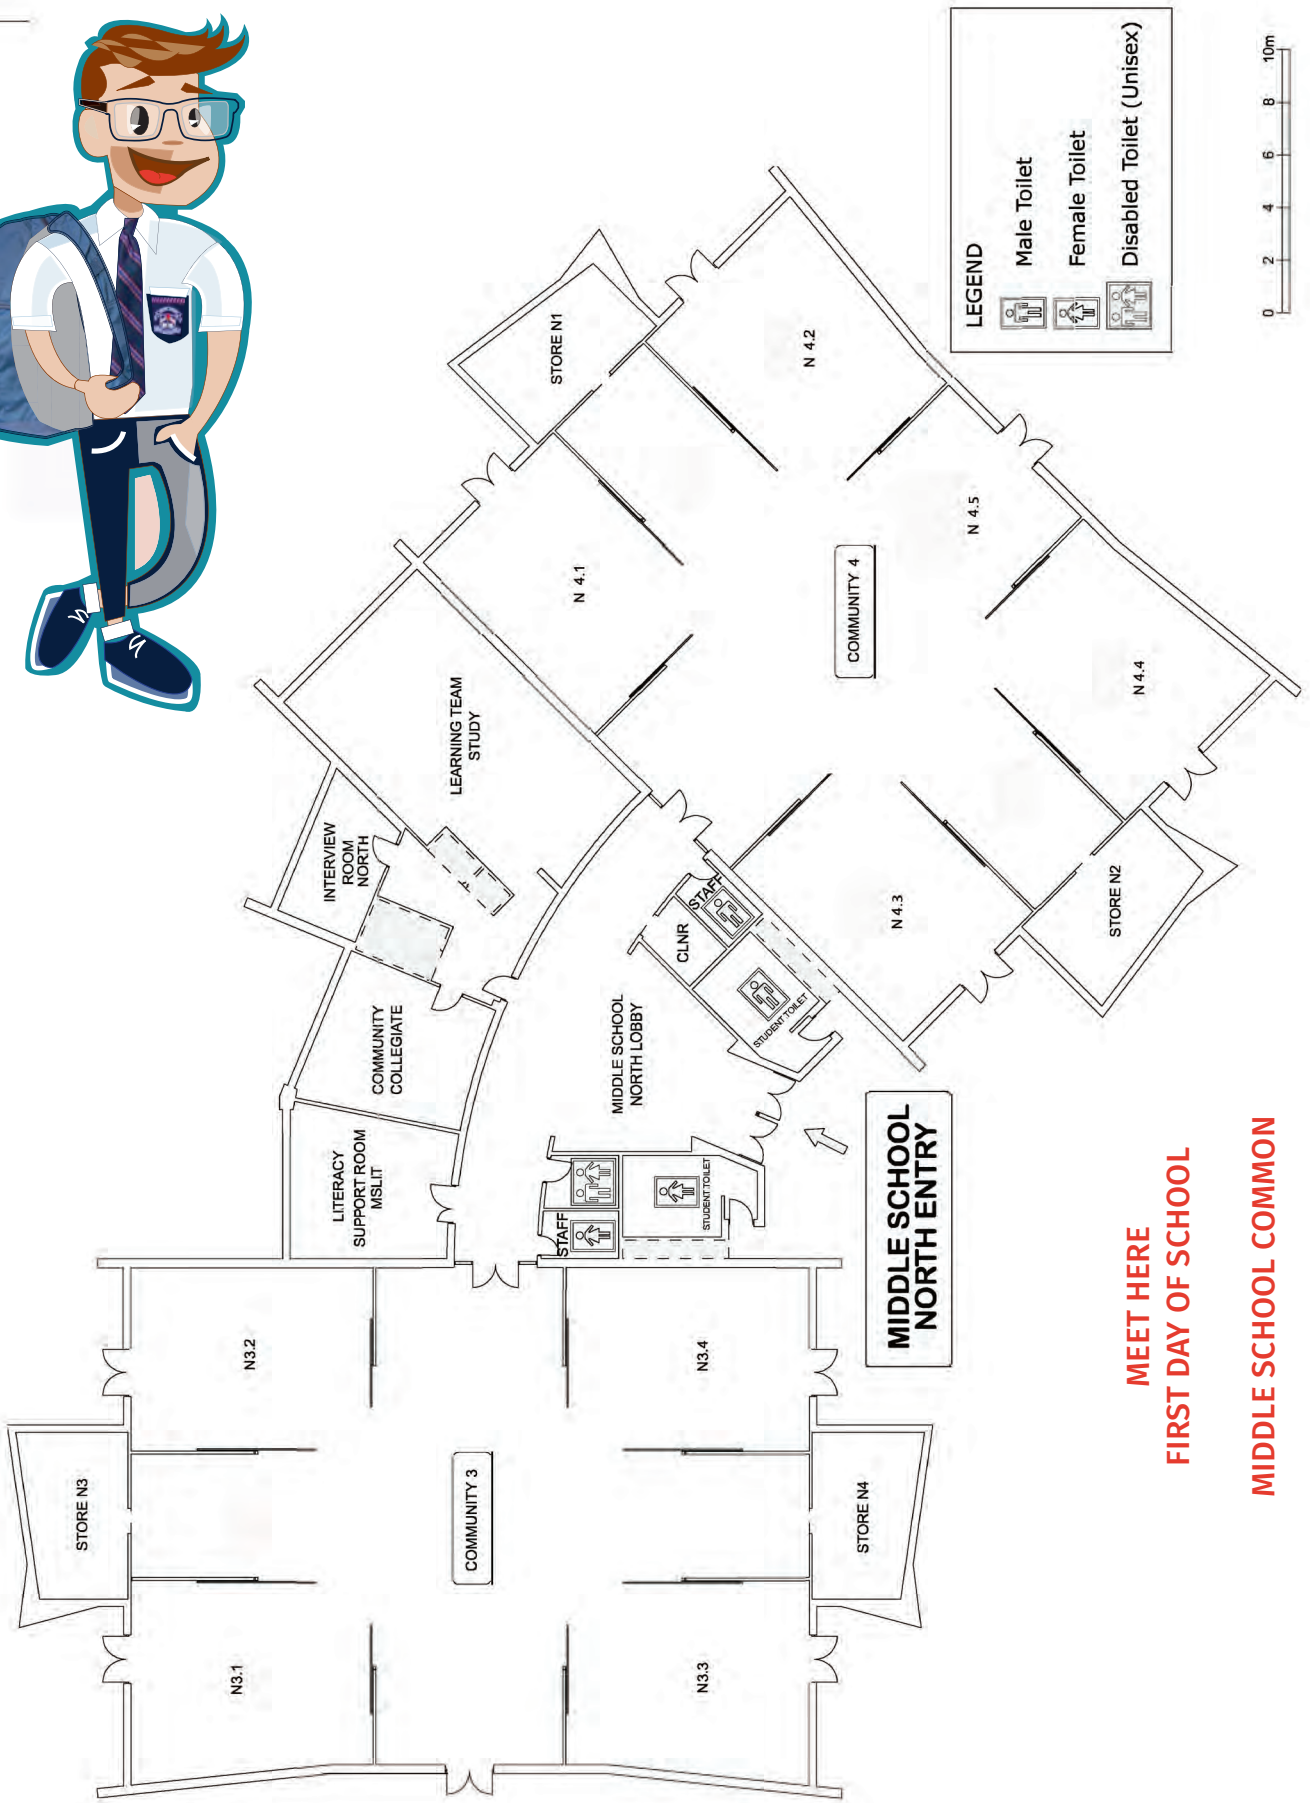 LEGEND
Male Toilet
Female Toilet
Disabled Toilet (Unisex)
0 2 4 6 8 10m
STORE N3
N3.1
N3.2
COMMUNITY 3
N3.3
N3.4
STORE N4
LITERACY
SUPPORT ROOM
MSLIT
COMMUNITY
COLLEGIATE
INTERVIEW
ROOM
NORTH
LEARNING TEAM
STUDY
STAFF
STUDENT TOILET
MIDDLE SCHOOL
NORTH LOBBY
CLNR
STAFF
STUDENT TOILET
STORE N1
N 4.1
N 4.2
COMMUNITY 4
N 4.5
N4.3
N4.4
STORE N2
MIDDLE SCHOOL
NORTH ENTRY
MEET HERE
FIRST DAY OF SCHOOL
MIDDLE SCHOOL COMMON